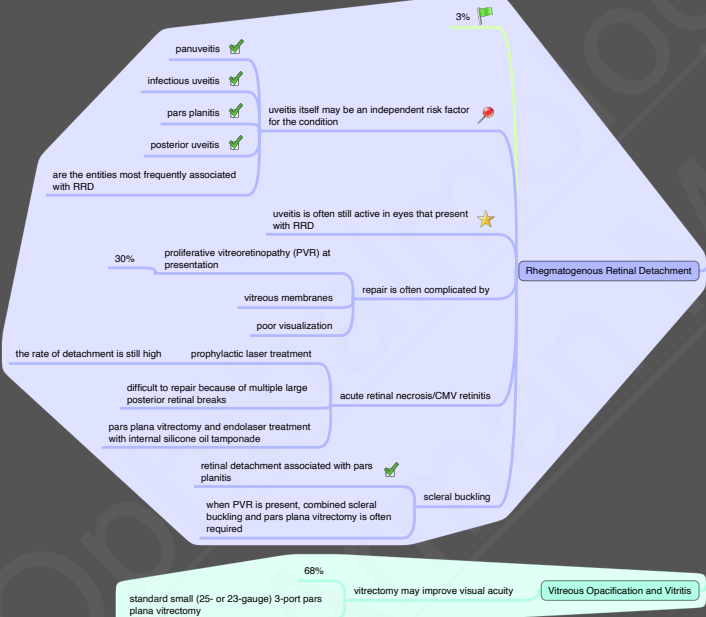 3%
panuveitis
infectious uveitis
pars planitis
posterior uveitis
are the entities most frequently associated
with RRD
uveitis itself may be an independent risk factor
for the condition
uveitis is often still active in eyes that present
with RRD
30%
proliferative vitreoretinopathy (PVR) at
presentation
vitreous membranes
poor visualization
repair is often complicated by
Rhegmatogenous Retinal Detachment
the rate of detachment is still high
prophylactic laser treatment
difficult to repair because of multiple large
posterior retinal breaks
pars plana vitrectomy and endolaser treatment
with internal silicone oil tamponade
acute retinal necrosis/CMV retinitis
retinal detachment associated with pars
planitis
when PVR is present, combined scleral
buckling and pars plana vitrectomy is often
required
scleral buckling
68%
standard small (25- or 23-gauge) 3-port pars
plana vitrectomy
vitrectomy may improve visual acuity
Vitreous Opacification and Vitritis